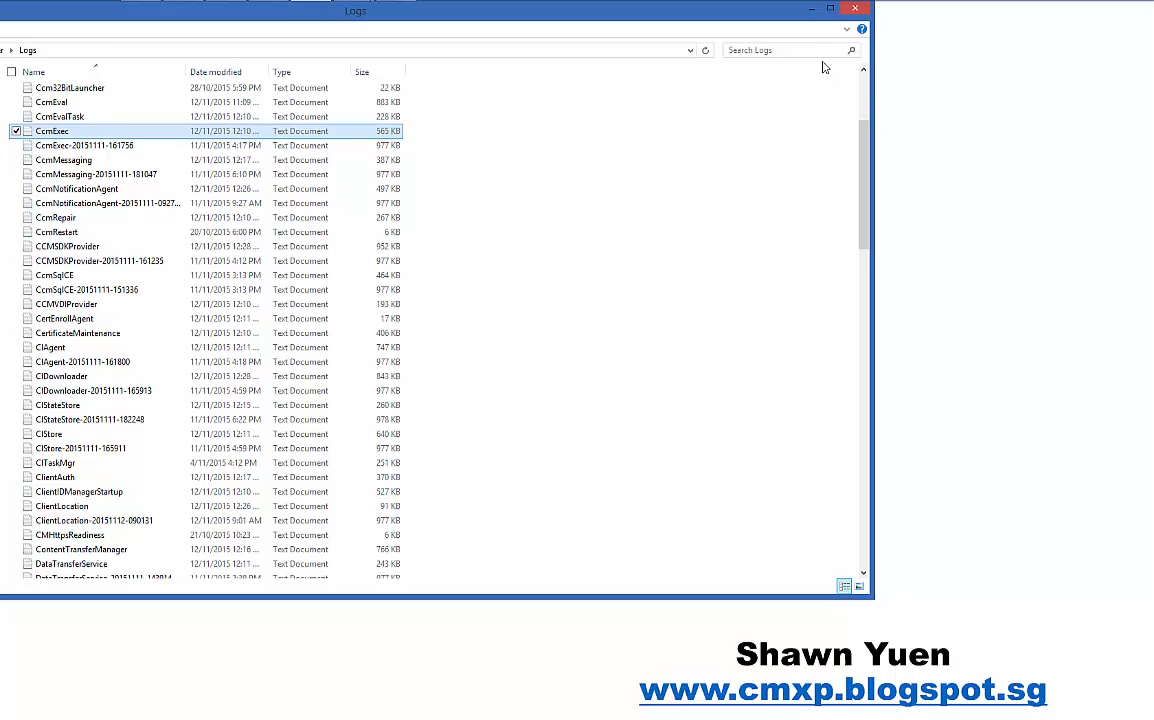 Logs
r › Logs
Search Logs
Name Date modified Type Size
Ccm32BitLauncher 28/10/2015 5:59 PM Text Document 22 KB
CcmEval 12/11/2015 11:09 ... Text Document 883 KB
CcmEvalTask 12/11/2015 12:10 ... Text Document 228 KB
CcmExec 12/11/2015 12:10 ... Text Document 565 KB
CcmExec-20151111-161756 11/11/2015 4:17 PM Text Document 977 KB
CcmMessaging 12/11/2015 12:17 ... Text Document 387 KB
CcmMessaging-20151111-181047 11/11/2015 6:10 PM Text Document 977 KB
CcmNotificationAgent 12/11/2015 12:26 ... Text Document 497 KB
CcmNotificationAgent-20151111-0927... 11/11/2015 9:27 AM Text Document 977 KB
CcmRepair 12/11/2015 12:10 ... Text Document 267 KB
CcmRestart 20/10/2015 6:00 PM Text Document 6 KB
CCMSDKProvider 12/11/2015 12:28 ... Text Document 952 KB
CCMSDKProvider-20151111-161235 11/11/2015 4:12 PM Text Document 977 KB
CcmSqlCE 11/11/2015 3:13 PM Text Document 464 KB
CcmSqlCE-20151111-151336 11/11/2015 3:13 PM Text Document 977 KB
CCMVDIProvider 12/11/2015 12:10 ... Text Document 193 KB
CertEnrollAgent 12/11/2015 12:11 ... Text Document 17 KB
CertificateMaintenance 12/11/2015 12:10 ... Text Document 406 KB
CIAgent 12/11/2015 12:11 ... Text Document 747 KB
CIAgent-20151111-161800 11/11/2015 4:18 PM Text Document 977 KB
CIDownloader 12/11/2015 12:28 ... Text Document 843 KB
CIDownloader-20151111-165913 11/11/2015 4:59 PM Text Document 977 KB
CIStateStore 12/11/2015 12:15 ... Text Document 260 KB
CIStateStore-20151111-182248 11/11/2015 6:22 PM Text Document 978 KB
CIStore 12/11/2015 12:11 ... Text Document 640 KB
CIStore-20151111-165911 11/11/2015 4:59 PM Text Document 977 KB
CITaskMgr 4/11/2015 4:12 PM Text Document 251 KB
ClientAuth 12/11/2015 12:17 ... Text Document 370 KB
ClientIDManagerStartup 12/11/2015 12:10 ... Text Document 527 KB
ClientLocation 12/11/2015 12:26 ... Text Document 91 KB
ClientLocation-20151112-090131 12/11/2015 9:01 AM Text Document 977 KB
CMHttpsReadiness 21/10/2015 10:23 ... Text Document 6 KB
ContentTransferManager 12/11/2015 12:16 ... Text Document 766 KB
DataTransferService 12/11/2015 12:11 ... Text Document 243 KB
Shawn Yuen
www.cmxp.blogspot.sg